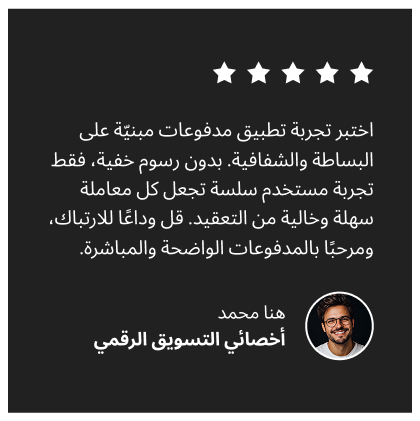 اختبر تجربة تطبيق مدفوعات مبنيّة على
البساطة والشفافية. بدون رسوم خفية، فقط
تجربة مستخدم سلسة تجعل كل معاملة
سهلة وخالية من التعقيد. قل وداعًا للارتباك،
ومرحبًا بالمدفوعات الواضحة والمباشرة.
هنا محمد
أخصائي التسويق الرقمي